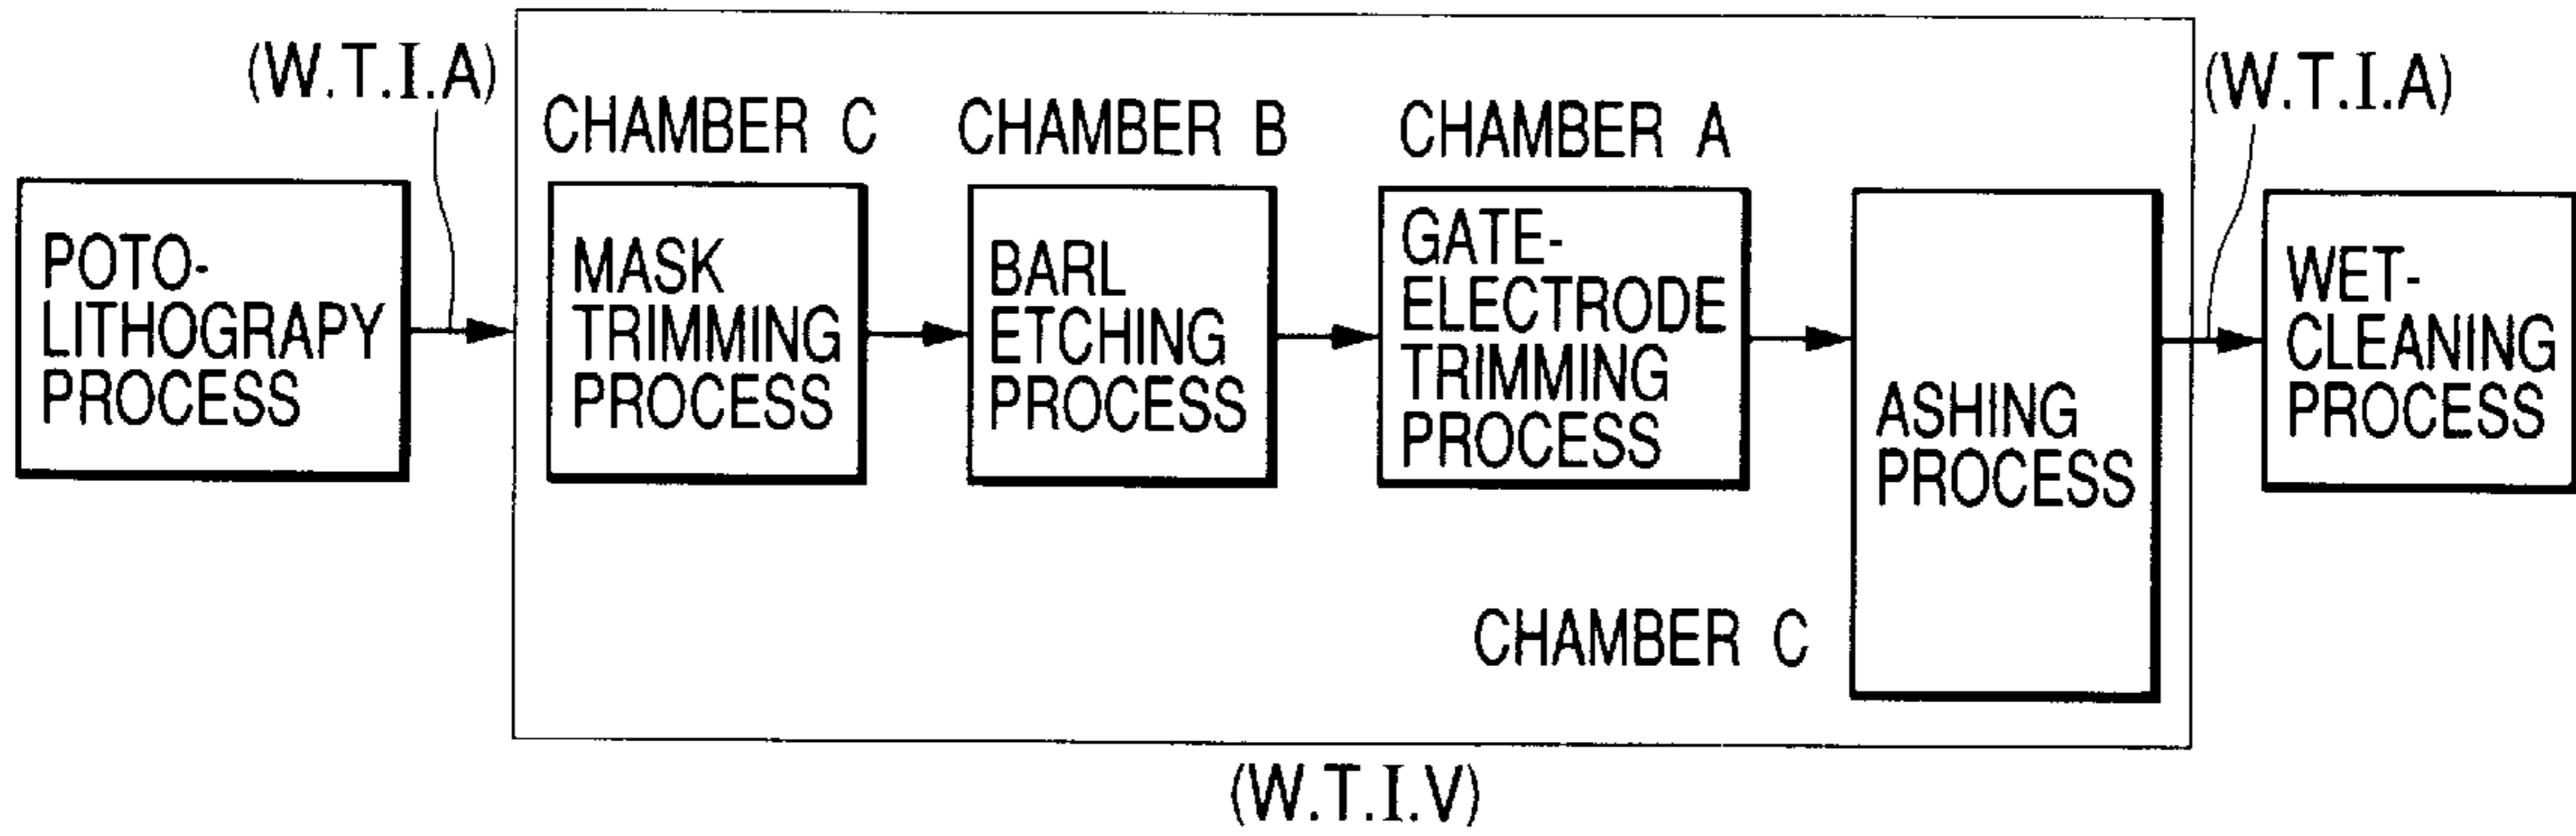 (W.T.I.A)
(W.T.I.A)
CHAMBER C
CHAMBER B
CHAMBER A
POTO-
LITHOGRAPY
PROCESS
MASK
TRIMMING
PROCESS
BARL
ETCHING
PROCESS
GATE-
ELECTRODE
TRIMMING
PROCESS
ASHING
PROCESS
WET-
CLEANING
PROCESS
CHAMBER C
(W.T.I.V)